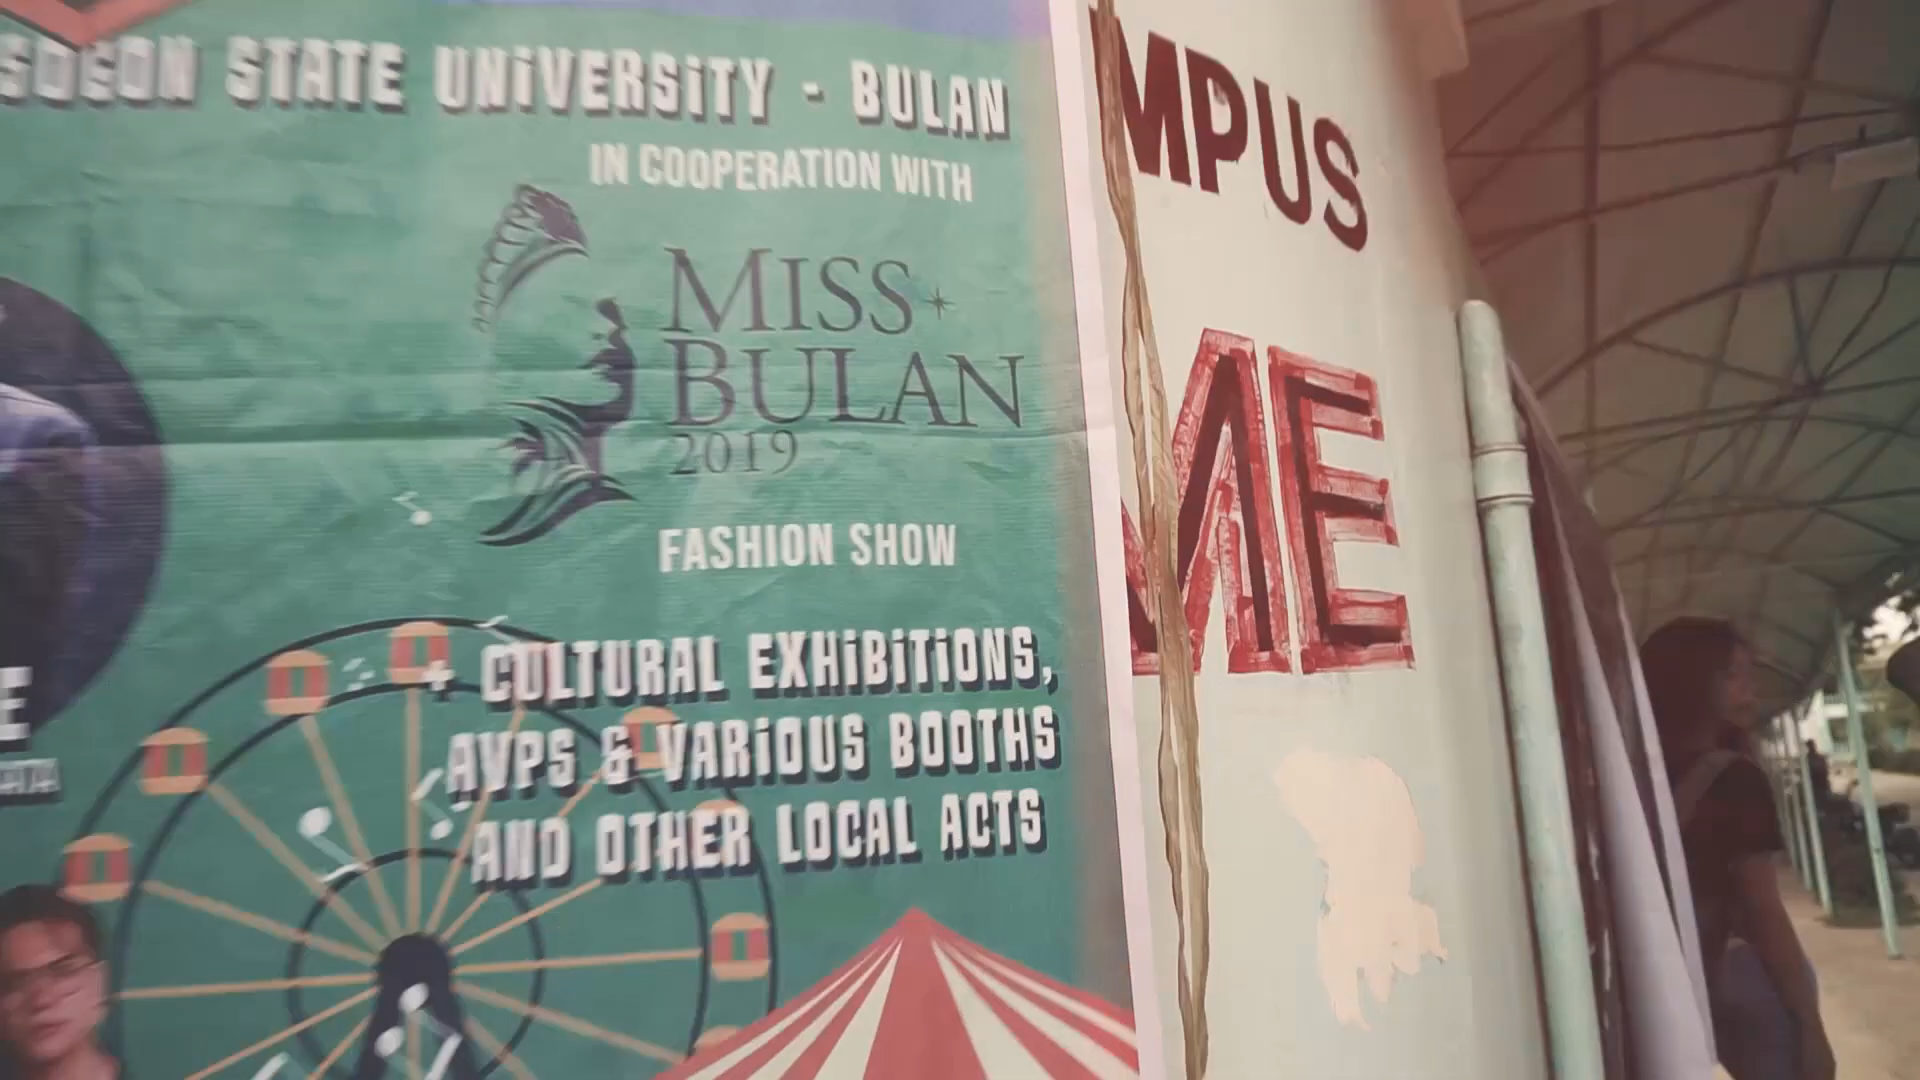 STATE UNIVERSITY - BULAN
IN COOPERATION WITH
MISS
BULAN
2019
FASHION SHOW
CULTURAL EXHIBITIONS,
AVPS & VARIOUS BOOTHS
AND OTHER LOCAL ACTS
MPUS
ME